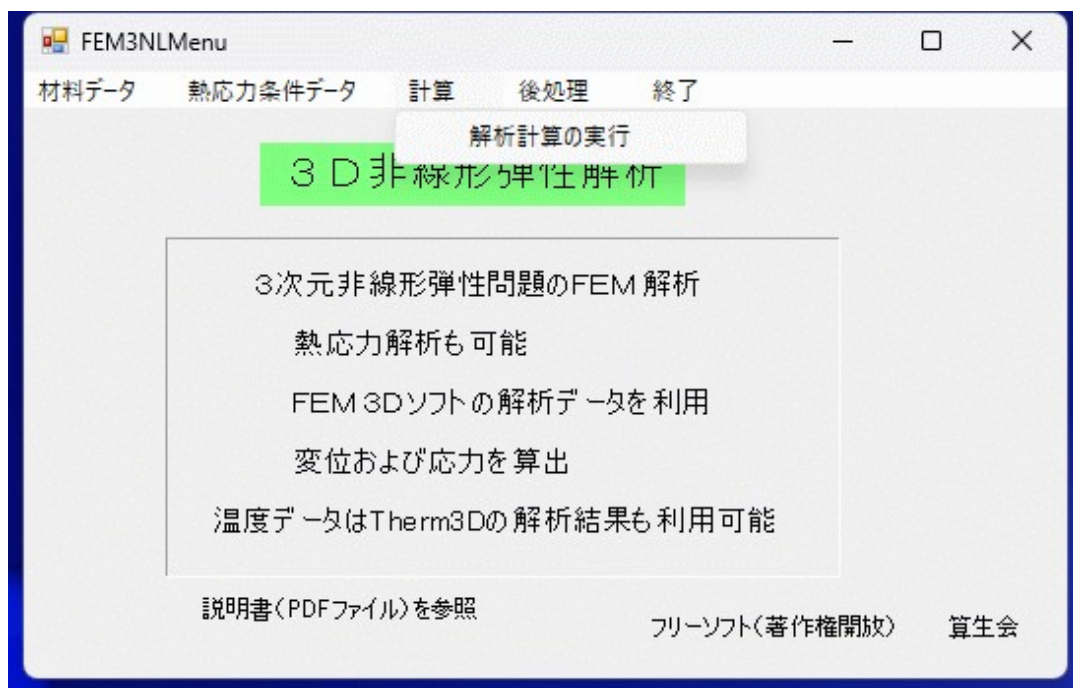 FEM3NLMenu
材料データ 熱応力条件データ 計算 後処理 終了
解析計算の実行
３Ｄ非線形弾性解析
３次元非線形弾性問題のFEM解析
熱応力解析も可能
FEM３Dソフトの解析データを利用
変位および応力を算出
温度データはTherm3Dの解析結果も利用可能
説明書(PDFファイル)を参照
フリーソフト(著作権開放) 算生会